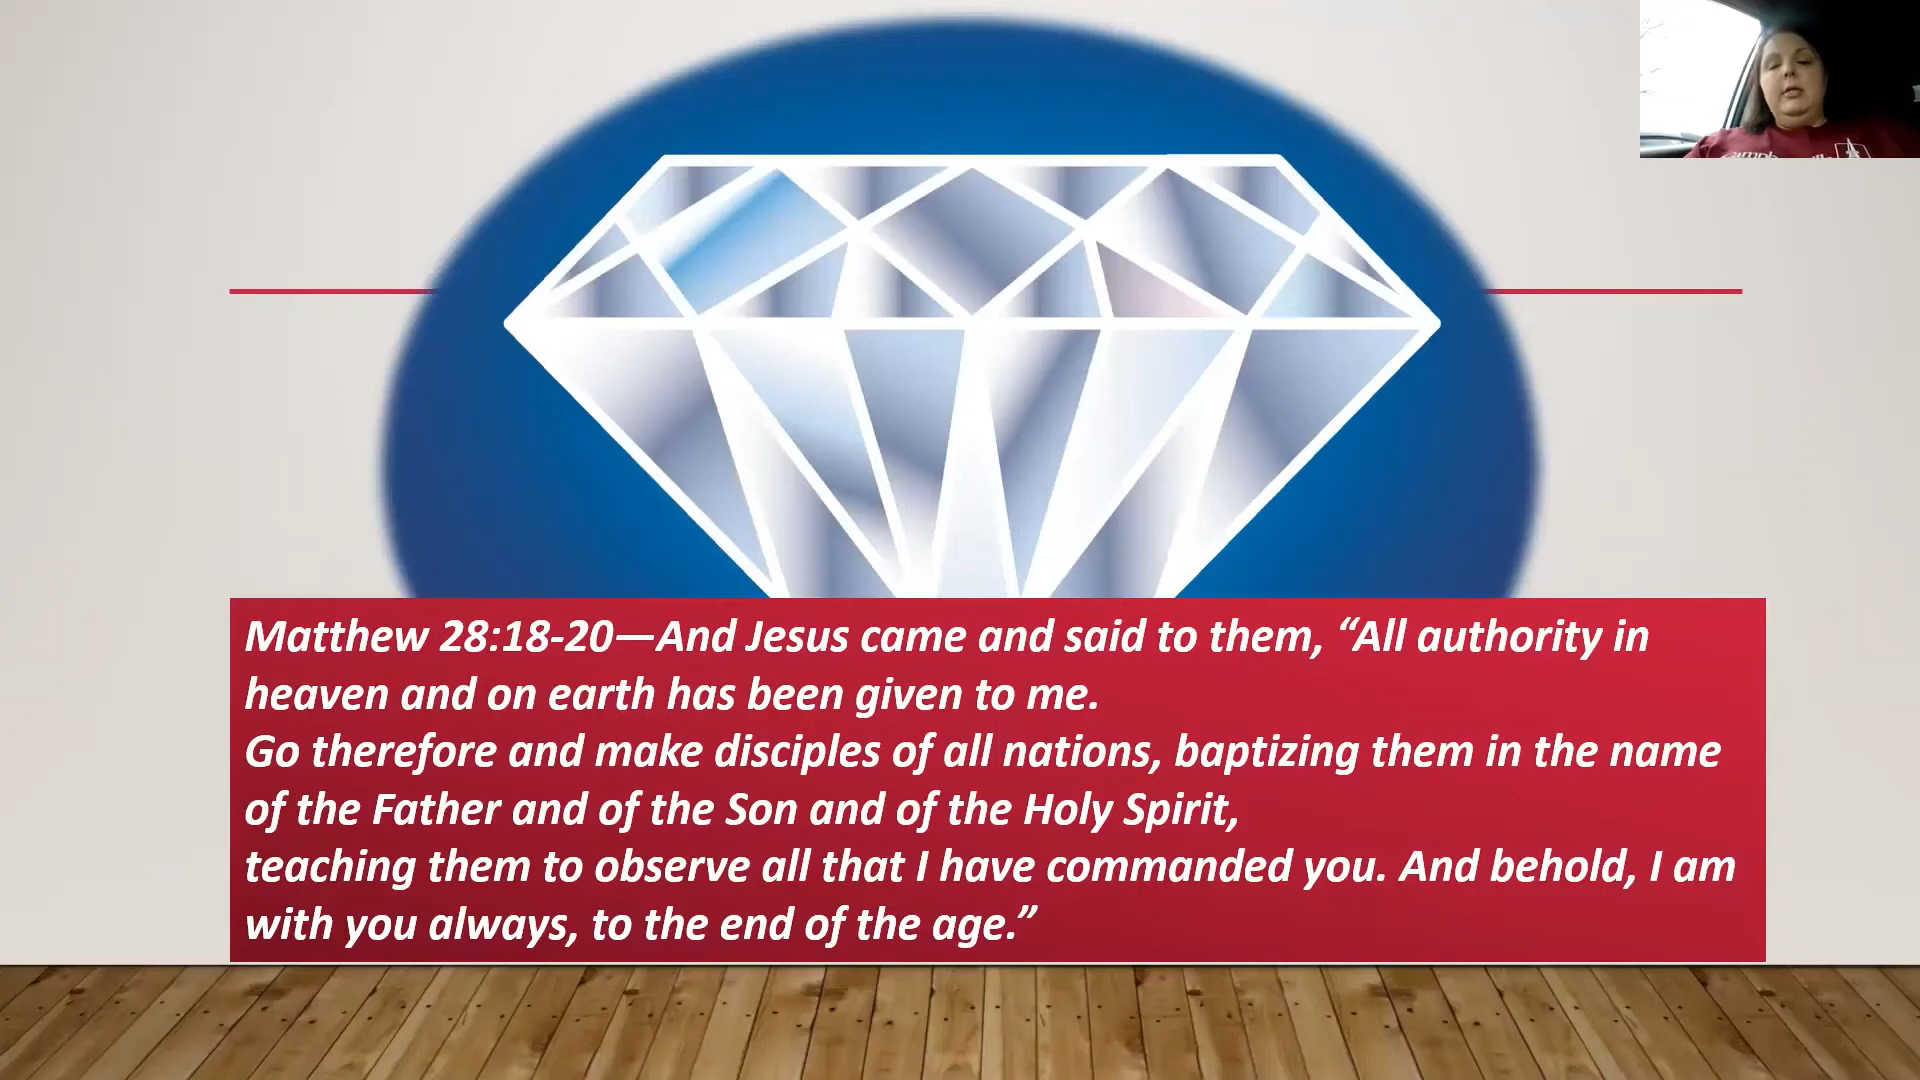 Matthew 28:18-20—And Jesus came and said to them, “All authority in
heaven and on earth has been given to me.
Go therefore and make disciples of all nations, baptizing them in the name
of the Father and of the Son and of the Holy Spirit,
teaching them to observe all that I have commanded you. And behold, I am
with you always, to the end of the age.”